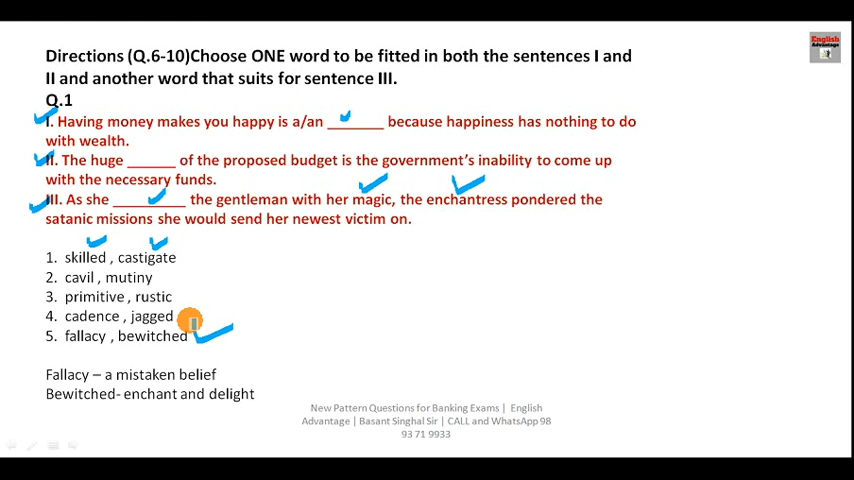 English
Advantage
Directions (Q.6-10)Choose ONE word to be fitted in both the sentences I and
II and another word that suits for sentence III.
Q.1
I. Having money makes you happy is a/an _______ because happiness has nothing to do
with wealth.
II. The huge ______ of the proposed budget is the government's inability to come up
with the necessary funds.
III. As she _________ the gentleman with her magic, the enchantress pondered the
satanic missions she would send her newest victim on.
1. skilled , castigate
2. cavil , mutiny
3. primitive , rustic
4. cadence , jagged
5. fallacy , bewitched
Fallacy – a mistaken belief
Bewitched- enchant and delight
New Pattern Questions for Banking Exams | English
Advantage | Basant Singhal Sir | CALL and WhatsApp 98
93 71 9933